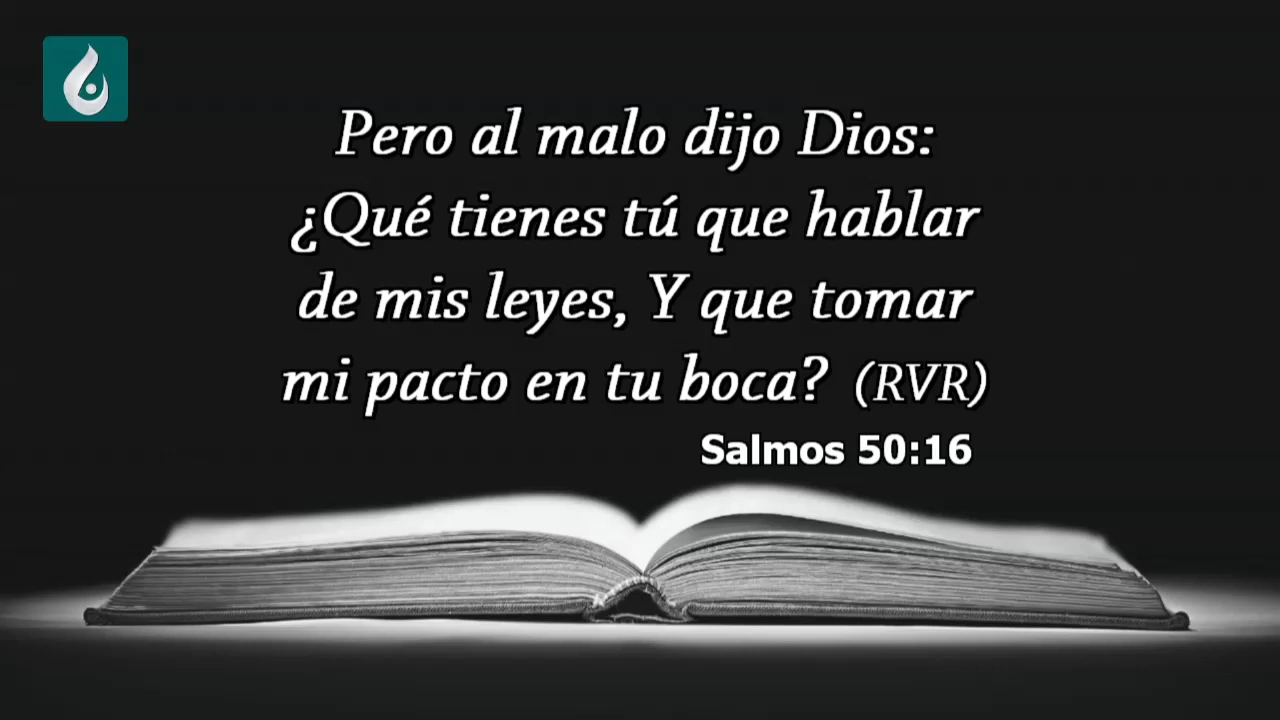 Pero al malo dijo Dios:
¿Qué tienes tú que hablar
de mis leyes, Y que tomar
mi pacto en tu boca? (RVR)
Salmos 50:16